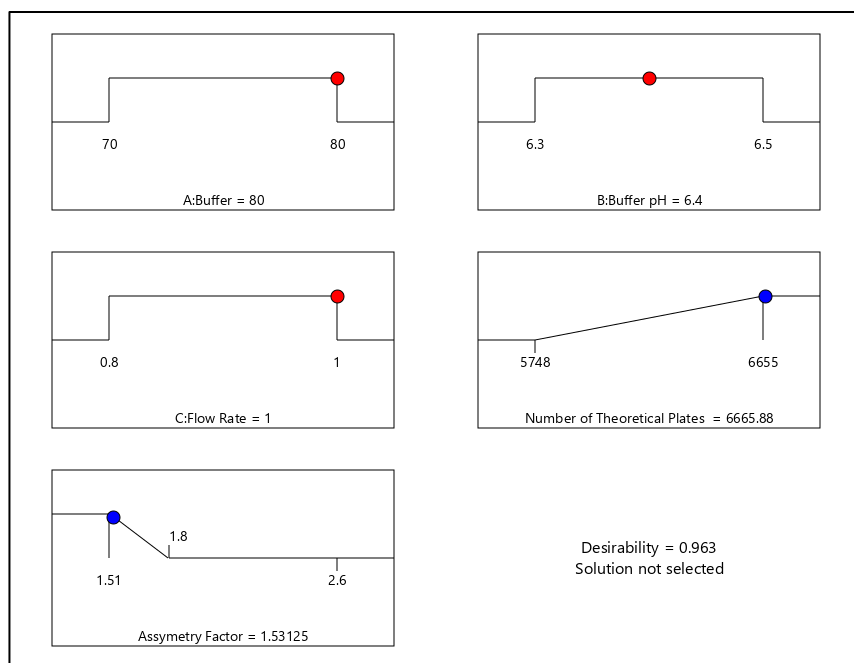 70
80
A:Buffer = 80
6.3
6.5
B:Buffer pH = 6.4
0.8
1
C:Flow Rate = 1
5748
6655
Number of Theoretical Plates = 6665.88
1.8
1.51
2.6
Assymetry Factor = 1.53125
Desirability = 0.963
Solution not selected